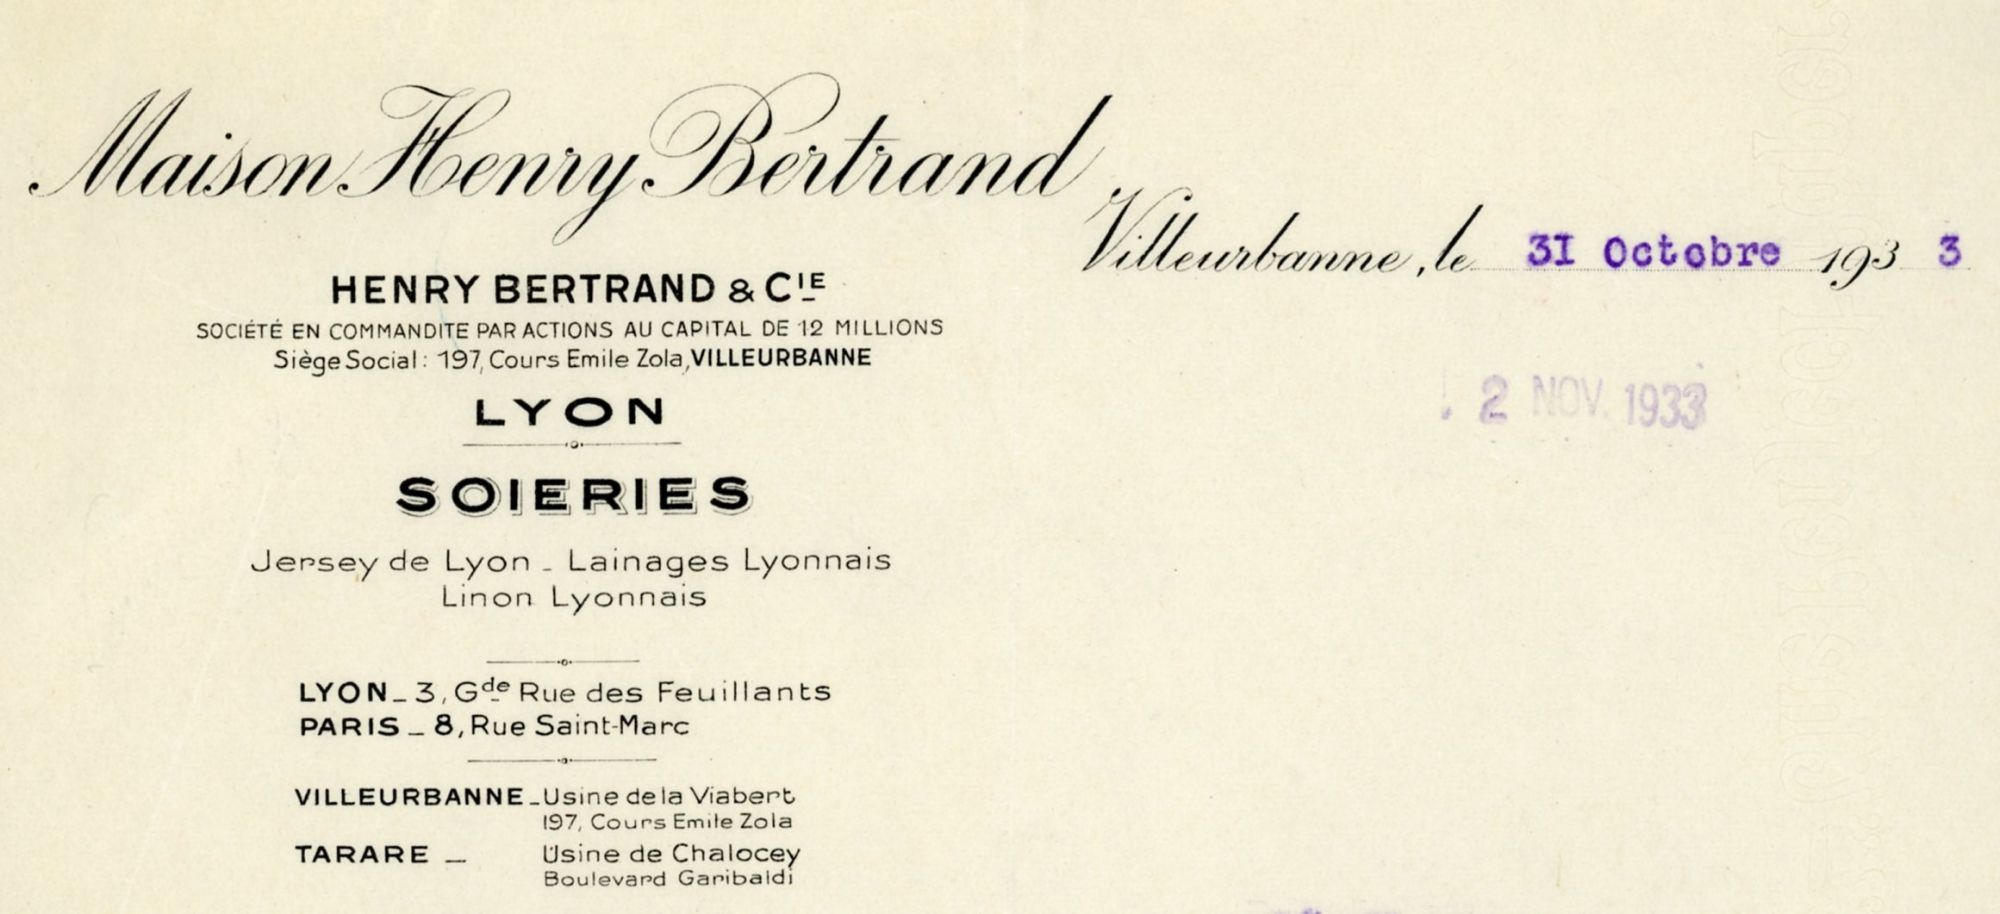 Maison Henry Bertrand
Villeurbanne, le 31 Octobre 193 3
HENRY BERTRAND & CIE
SOCIÉTÉ EN COMMANDITE PAR ACTIONS AU CAPITAL DE 12 MILLIONS
Siège Social : 197, Cours Emile Zola, VILLEURBANNE
2 NOV. 1933
LYON
SOIERIES
Jersey de Lyon - Lainages Lyonnais
Linon Lyonnais
LYON - 3, Gde Rue des Feuillants
PARIS - 8, Rue Saint-Marc
VILLEURBANNE - Usine de la Viabert
197, Cours Emile Zola
TARARE - Usine de Chalocey
Boulevard Garibaldi